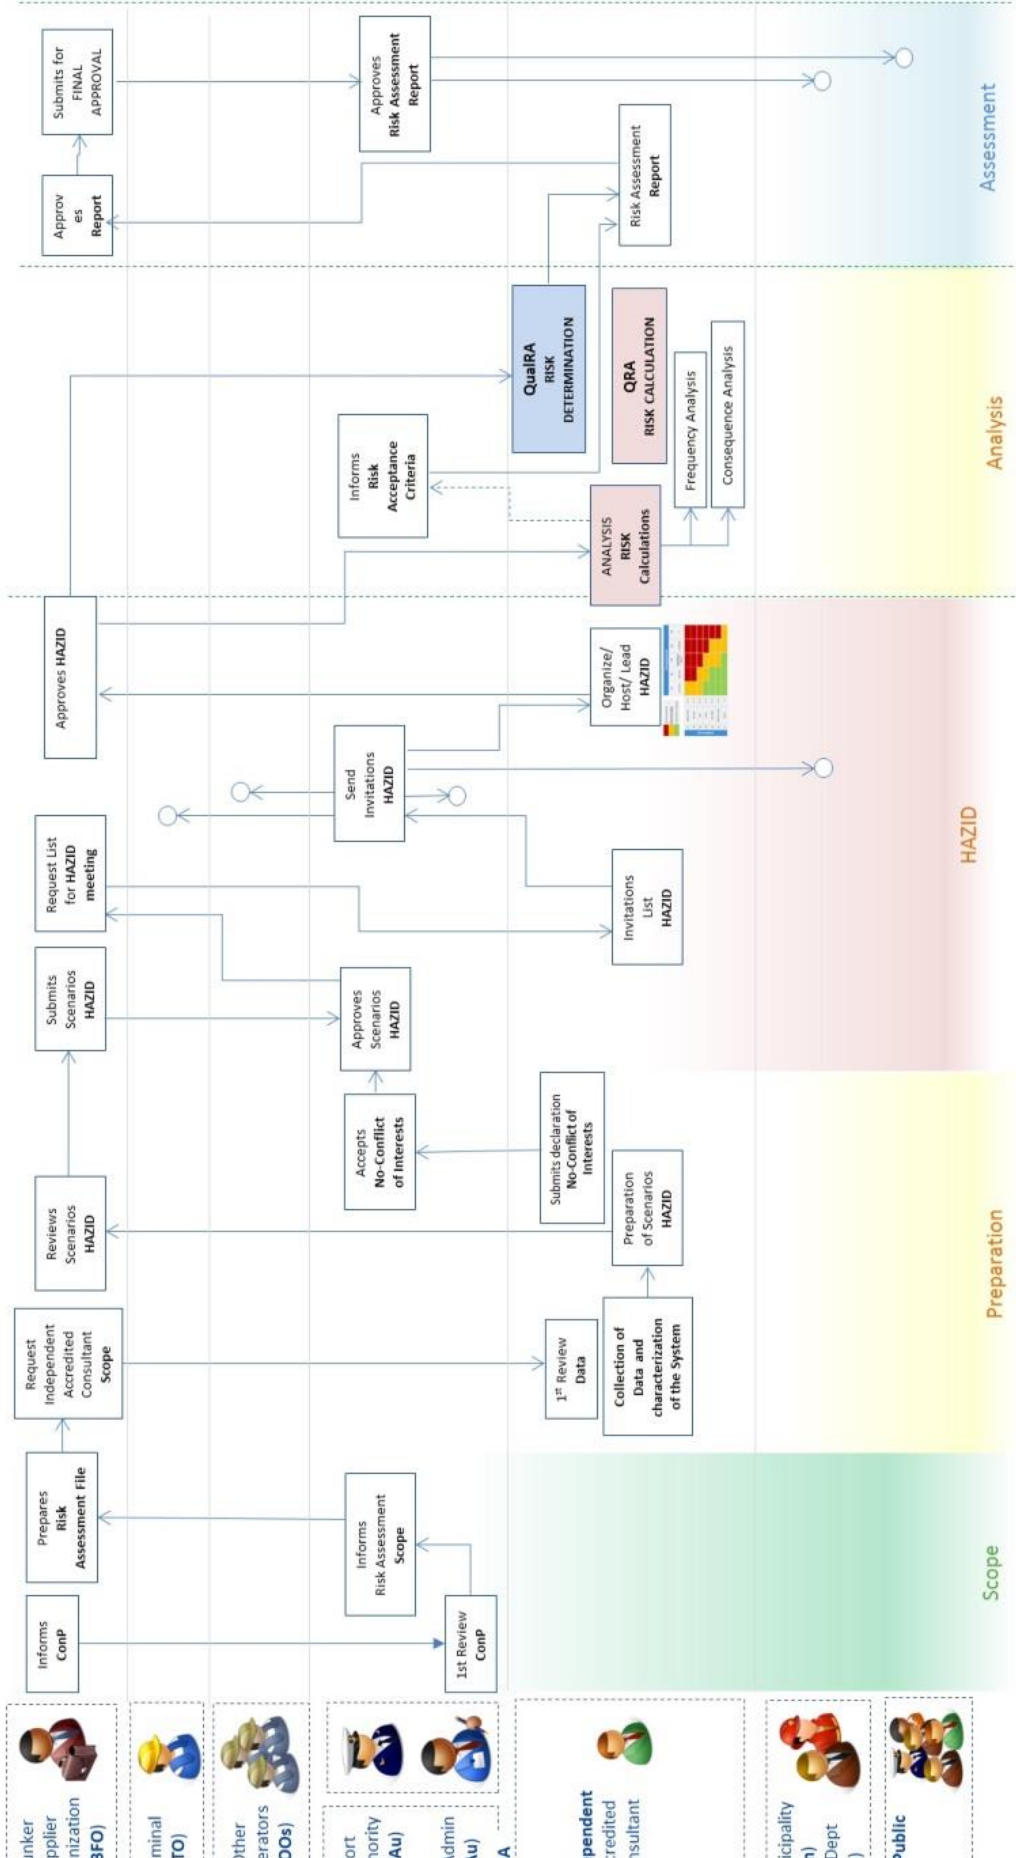 Submits for
FINAL
APPROVAL
Approv
es
Report
Approves
Risk Assessment
Report
Risk Assessment
Report
Assessment
Approves HAZID
Informs
Risk
Acceptance
Criteria
QualRA
RISK
DETERMINATION
QRA
RISK CALCULATION
ANALYSIS
RISK
Calculations
Frequency Analysis
Consequence Analysis
Analysis
Request List
for HAZID
meeting
Submits
Scenarios
HAZID
Send
Invitations
HAZID
Approves
Scenarios
HAZID
Organize/
Host/ Lead
HAZID
Invitations
List
HAZID
HAZID
Reviews
Scenarios
HAZID
Request
Independent
Accredited
Consultant
Scope
Accepts
No-Conflict
of Interests
Submits declaration
No-Conflict of
Interests
Preparation
of Scenarios
HAZID
1st Review
Data
Collection of
Data and
characterization
of the System
Preparation
Prepares
Risk
Assessment File
Informs
ConP
Informs
Risk Assessment
Scope
1st Review
ConP
Scope
unker
pplier
nization
BFO)
minal
TO)
ther
erators
OOs)
ort
hority
Au)
Admin
Au)
A
pendent
credited
nsultant
icipality
n)
Dept
)
Public